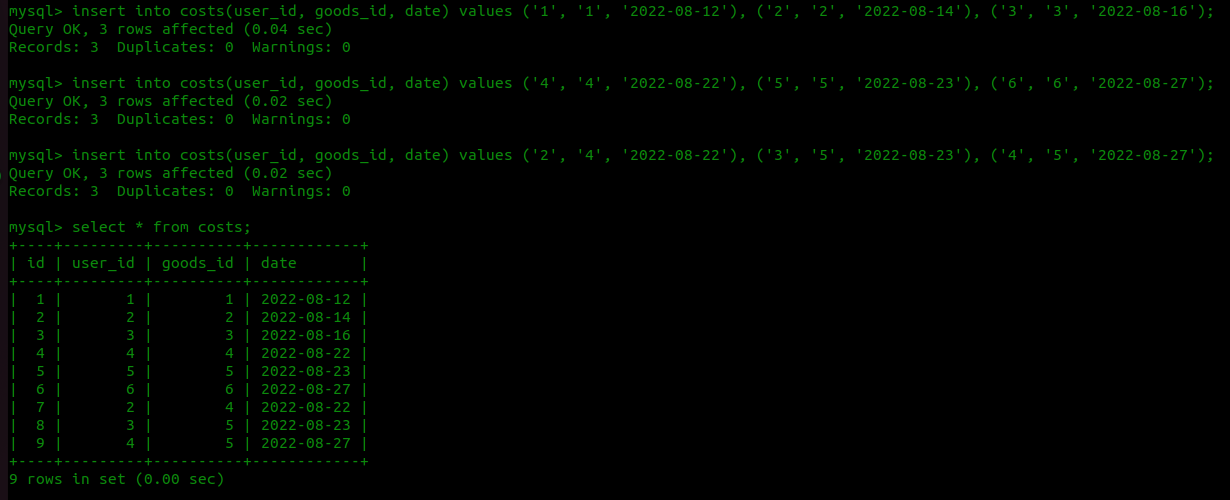 mysql> insert into costs(user_id, goods_id, date) values ('1', '1', '2022-08-12'), ('2', '2', '2022-08-14'), ('3', '3', '2022-08-16');
Query OK, 3 rows affected (0.04 sec)
Records: 3  Duplicates: 0  Warnings: 0

mysql> insert into costs(user_id, goods_id, date) values ('4', '4', '2022-08-22'), ('5', '5', '2022-08-23'), ('6', '6', '2022-08-27');
Query OK, 3 rows affected (0.02 sec)
Records: 3  Duplicates: 0  Warnings: 0

mysql> insert into costs(user_id, goods_id, date) values ('2', '4', '2022-08-22'), ('3', '5', '2022-08-23'), ('4', '5', '2022-08-27');
Query OK, 3 rows affected (0.02 sec)
Records: 3  Duplicates: 0  Warnings: 0

mysql> select * from costs;
+----+---------+----------+------------+
| id | user_id | goods_id | date       |
+----+---------+----------+------------+
|  1 |       1 |        1 | 2022-08-12 |
|  2 |       2 |        2 | 2022-08-14 |
|  3 |       3 |        3 | 2022-08-16 |
|  4 |       4 |        4 | 2022-08-22 |
|  5 |       5 |        5 | 2022-08-23 |
|  6 |       6 |        6 | 2022-08-27 |
|  7 |       2 |        4 | 2022-08-22 |
|  8 |       3 |        5 | 2022-08-23 |
|  9 |       4 |        5 | 2022-08-27 |
+----+---------+----------+------------+
9 rows in set (0.00 sec)